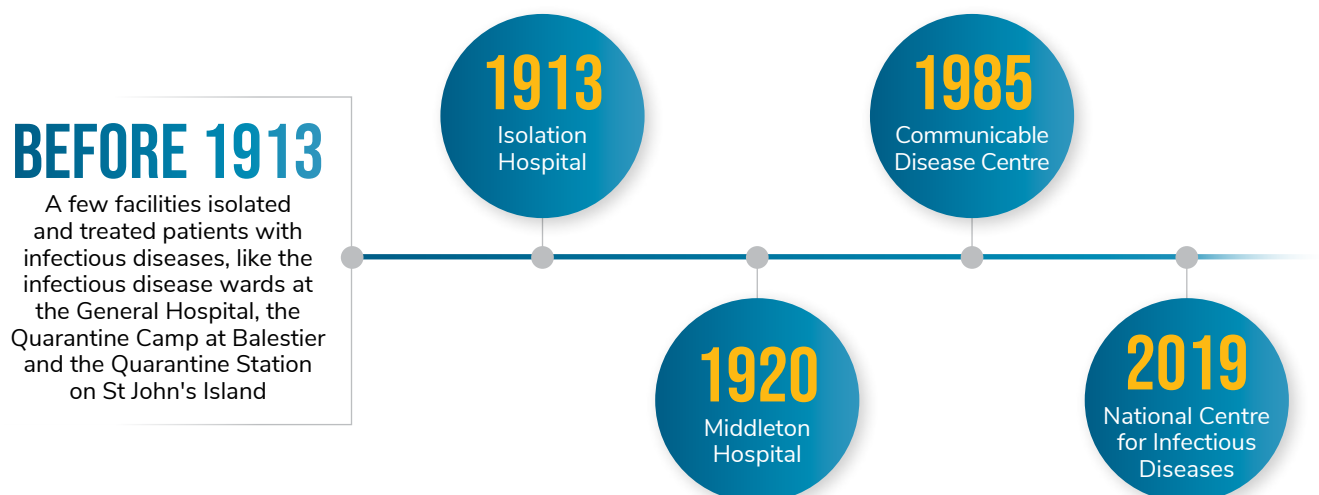 BEFORE 1913
A few facilities isolated
and treated patients with
infectious diseases, like the
infectious disease wards at
the General Hospital, the
Quarantine Camp at Balestier
and the Quarantine Station
on St John's Island
1913
Isolation
Hospital
1920
Middleton
Hospital
1985
Communicable
Disease Centre
2019
National Centre
for Infectious
Diseases